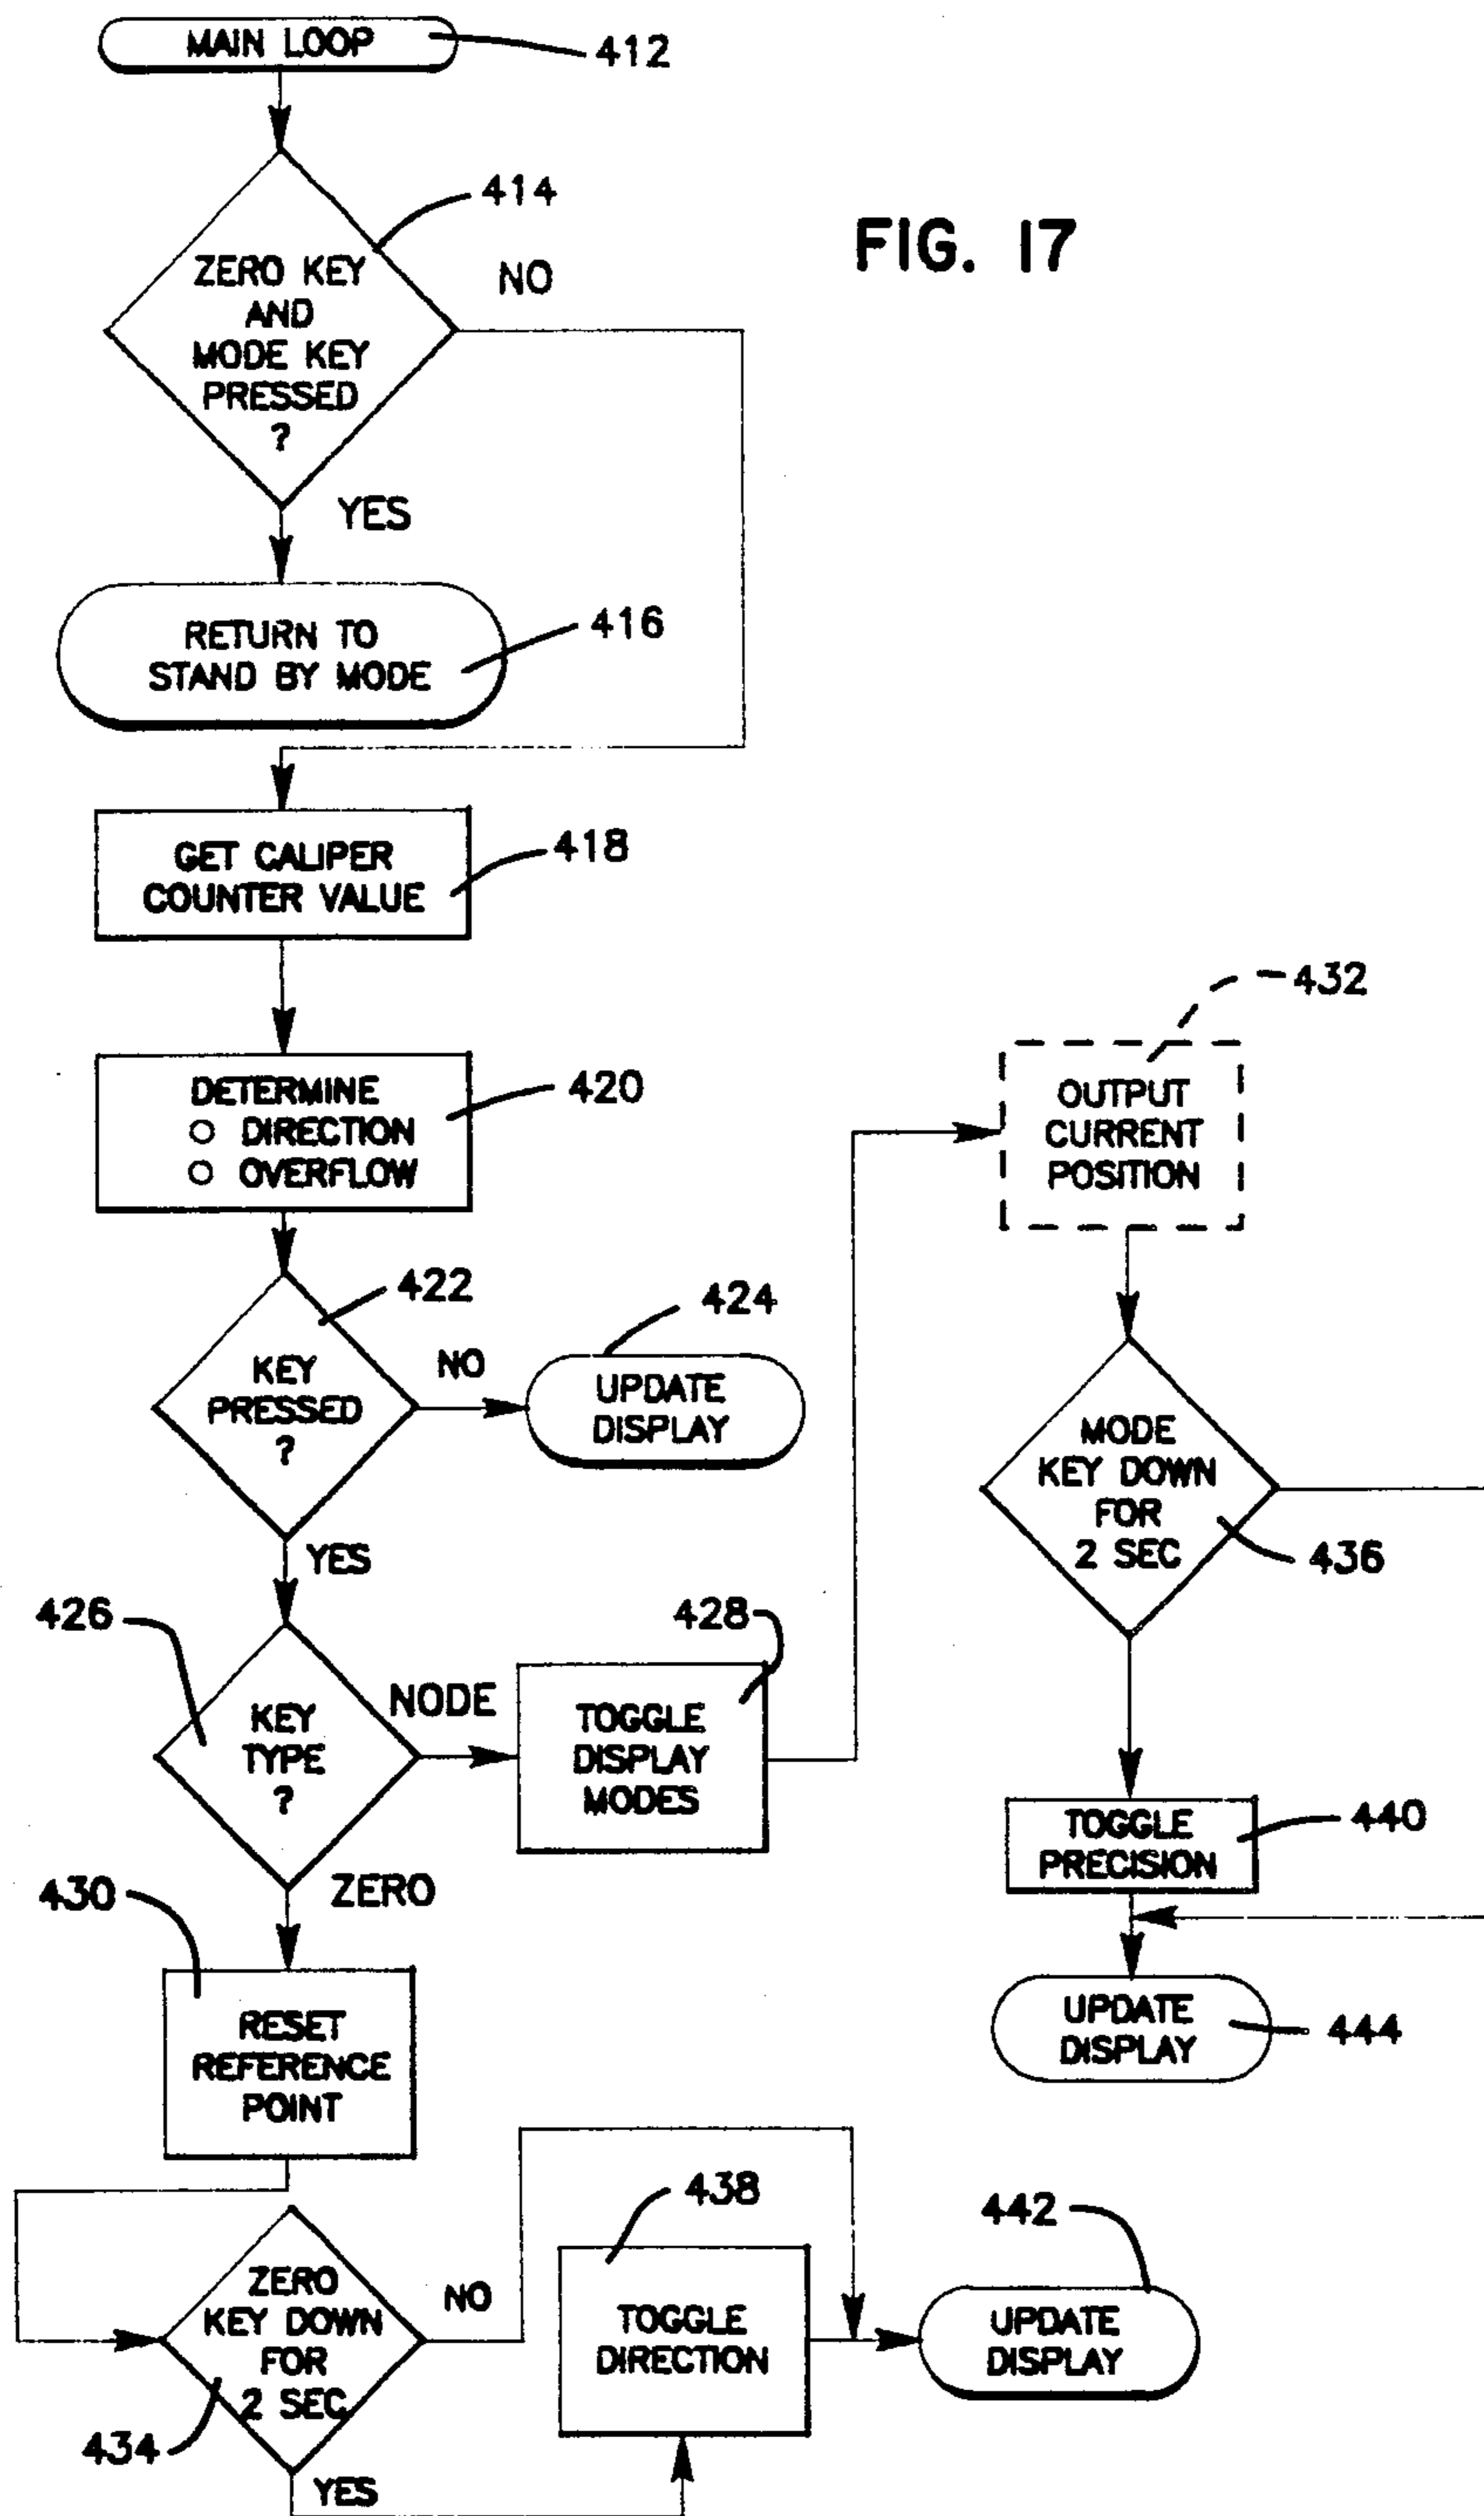 MAIN LOOP
412
414
ZERO KEY
AND
MODE KEY
PRESSED
?
NO
FIG. 17
YES
RETURN TO
STAND BY MODE
416
GET CALIPER
COUNTER VALUE
418
DETERMINE
○ DIRECTION
○ OVERFLOW
420
422
KEY
PRESSED
?
NO
424
UPDATE
DISPLAY
YES
426
KEY
TYPE
?
NODE
428
TOGGLE
DISPLAY
MODES
432
OUTPUT
CURRENT
POSITION
MODE
KEY DOWN
FOR
2 SEC
436
TOGGLE
PRECISION
440
UPDATE
DISPLAY
444
ZERO
430
RESET
REFERENCE
POINT
ZERO
KEY DOWN
FOR
2 SEC
434
NO
YES
438
TOGGLE
DIRECTION
442
UPDATE
DISPLAY